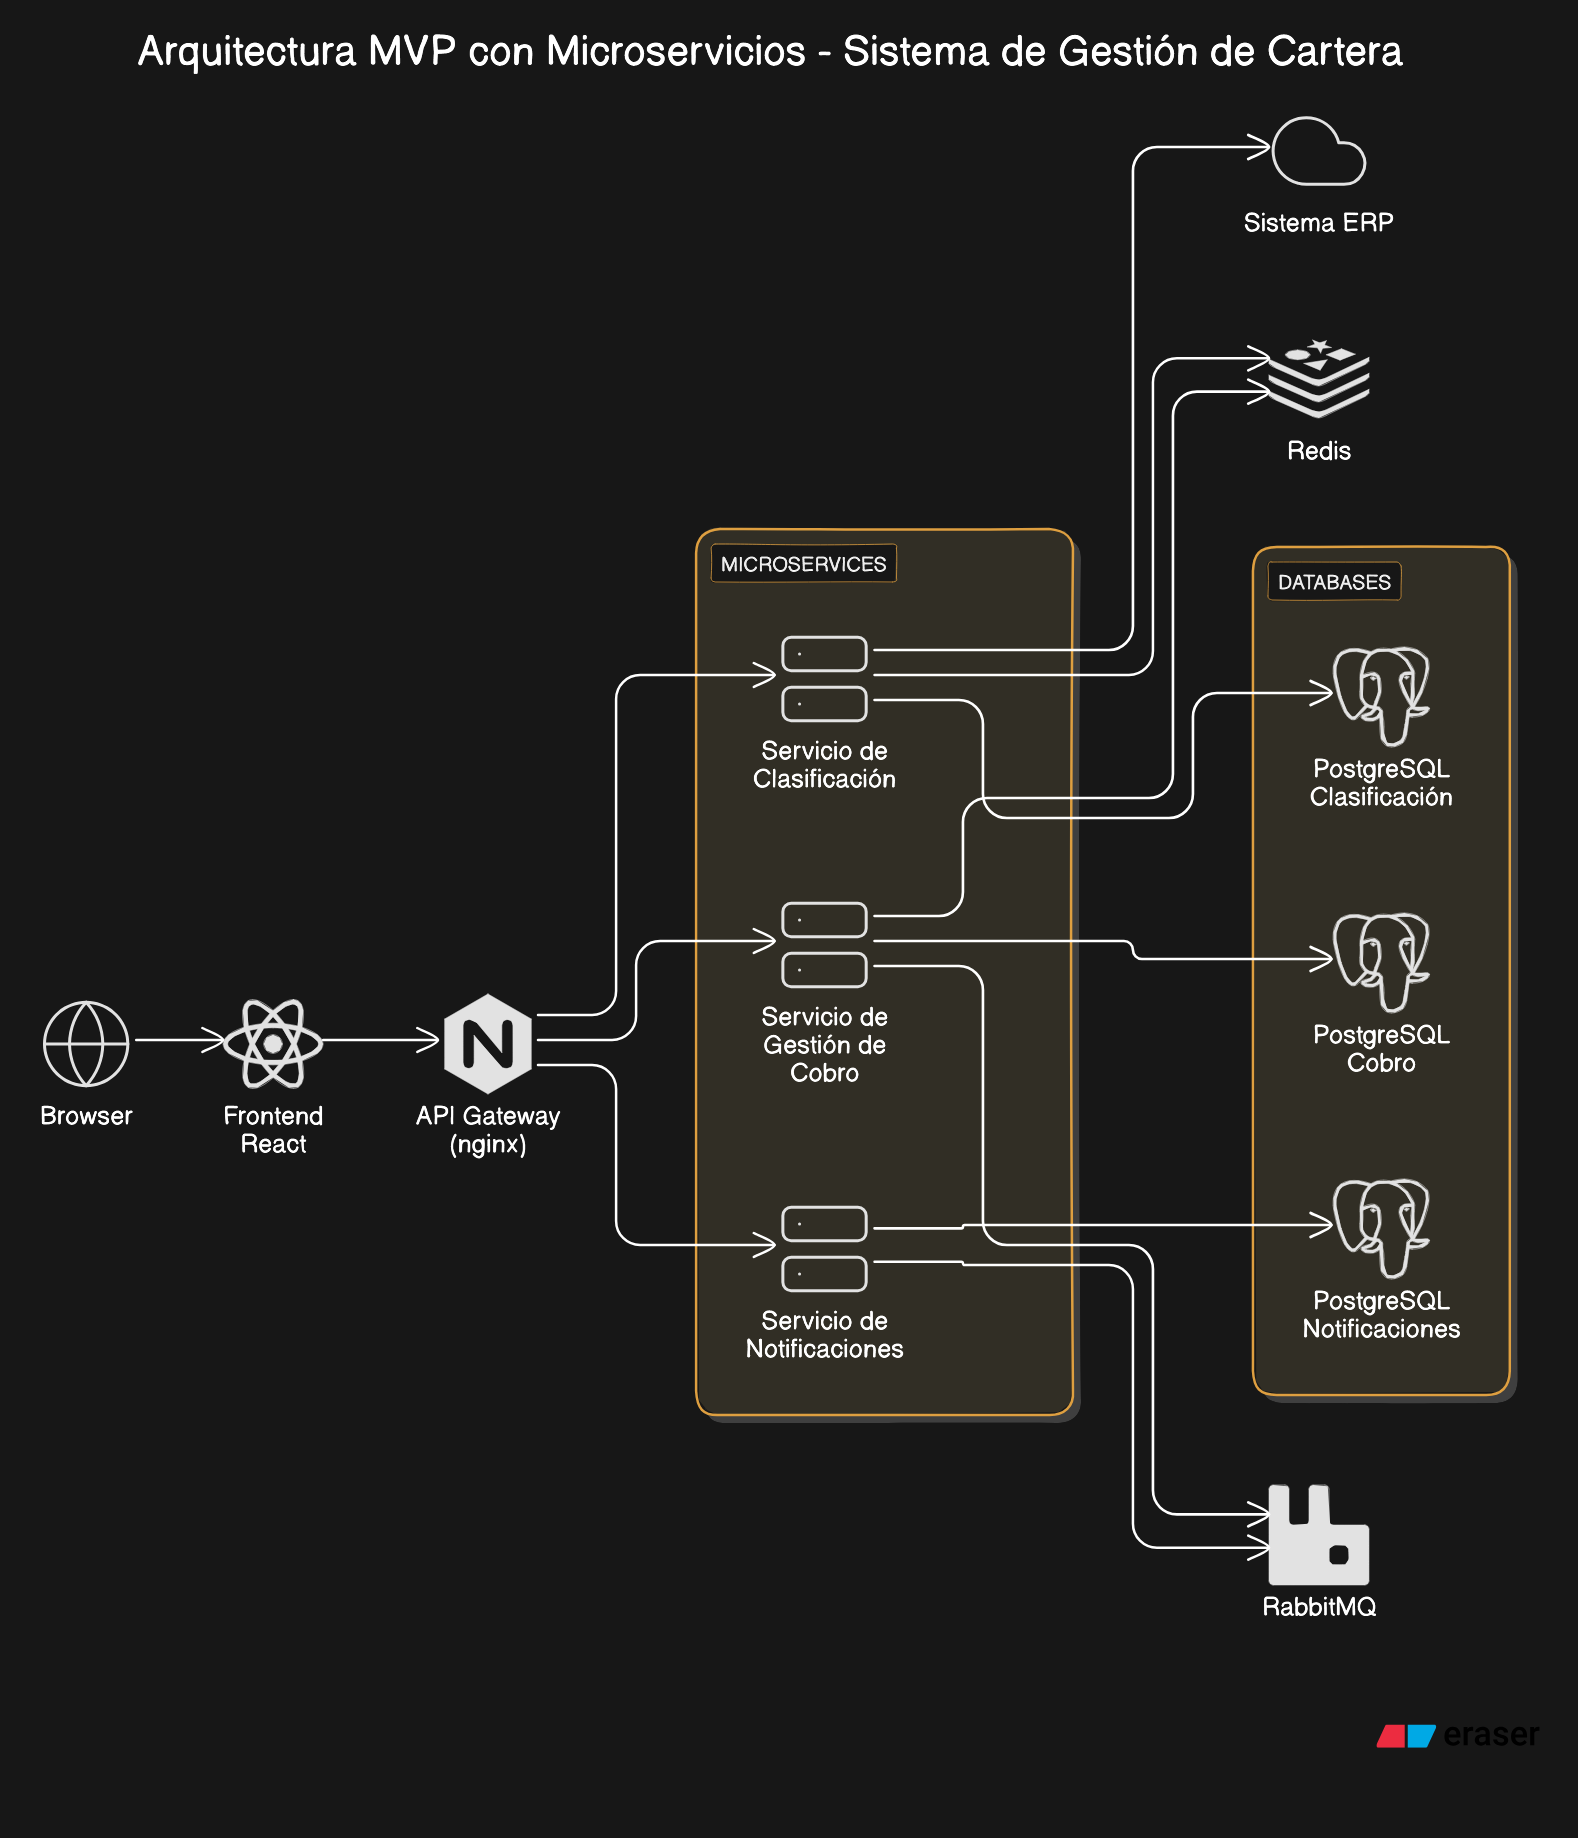 Arquitectura MVP con Microservicios - Sistema de Gestión de Cartera
Sistema ERP
Redis
MICROSERVICES
DATABASES
Servicio de
Clasificación
PostgreSQL
Clasificación
Servicio de
Gestión de
Cobro
PostgreSQL
Cobro
Browser
Frontend
React
API Gateway
(nginx)
Servicio de
Notificaciones
PostgreSQL
Notificaciones
RabbitMQ
eraser